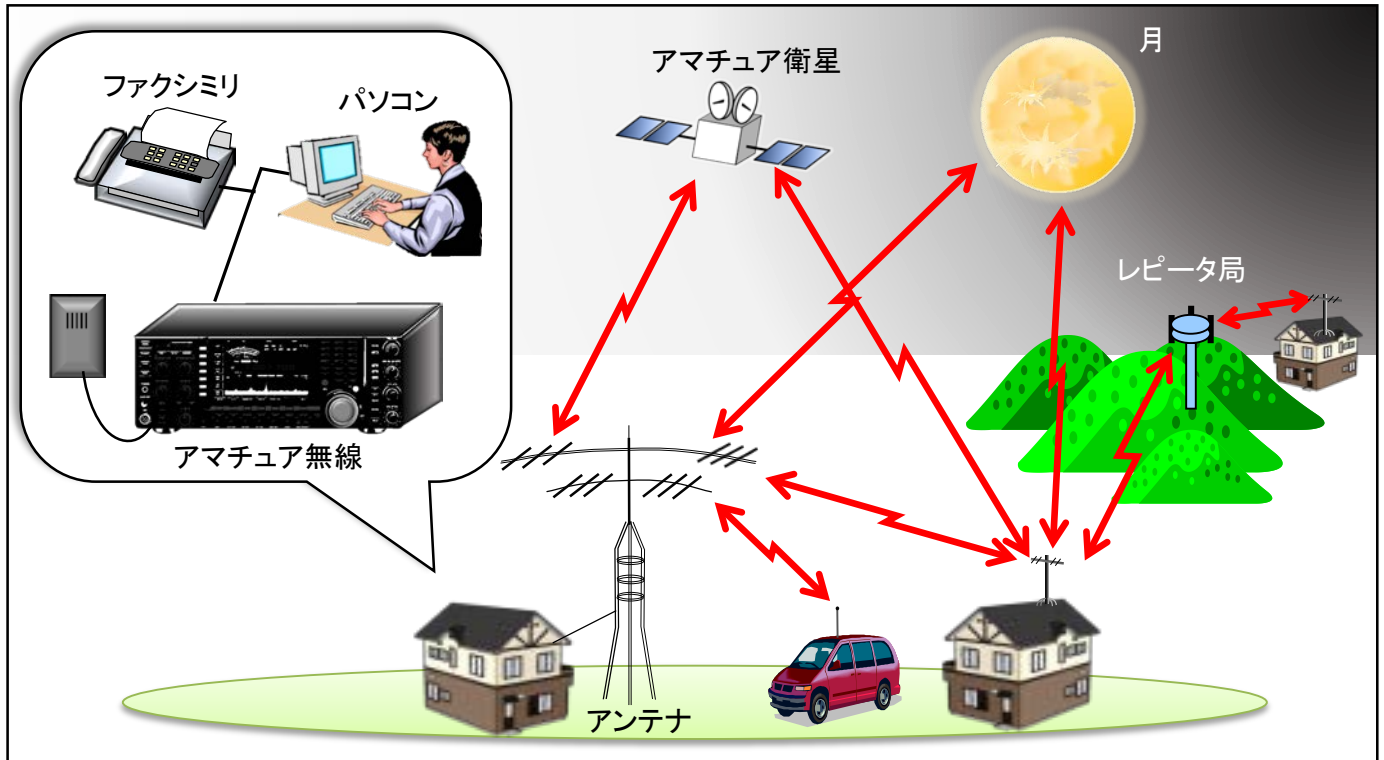 ファクシミリ
パソコン
アマチュア無線
アマチュア衛星
月
レピータ局
アンテナ